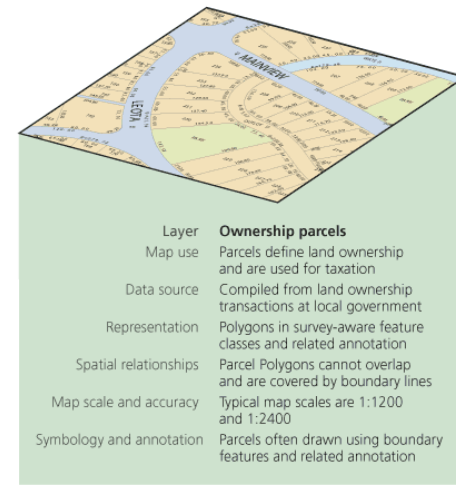 MAINVIEW
LEOTA
Layer Ownership parcels
Map use Parcels define land ownership
and are used for taxation
Data source Compiled from land ownership
transactions at local government
Representation Polygons in survey-aware feature
classes and related annotation
Spatial relationships Parcel Polygons cannot overlap
and are covered by boundary lines
Map scale and accuracy Typical map scales are 1:1200
and 1:2400
Symbology and annotation Parcels often drawn using boundary
features and related annotation